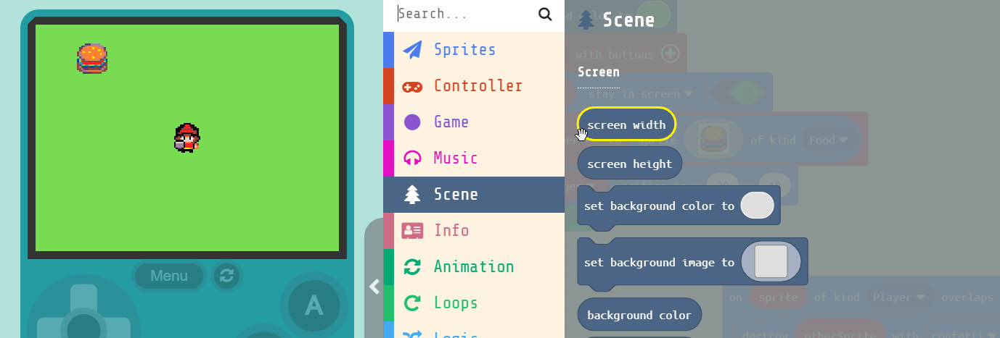 Menu
A
Search...
Sprites
Controller
Game
Music
Scene
Info
Animation
Loops
Logic
Scene
Screen
screen width
screen height
set background color to
set background image to
background color
with buttons
stay in screen
sprite of kind Food
on sprite of kind Player overlaps
destroy otherSprite with confetti